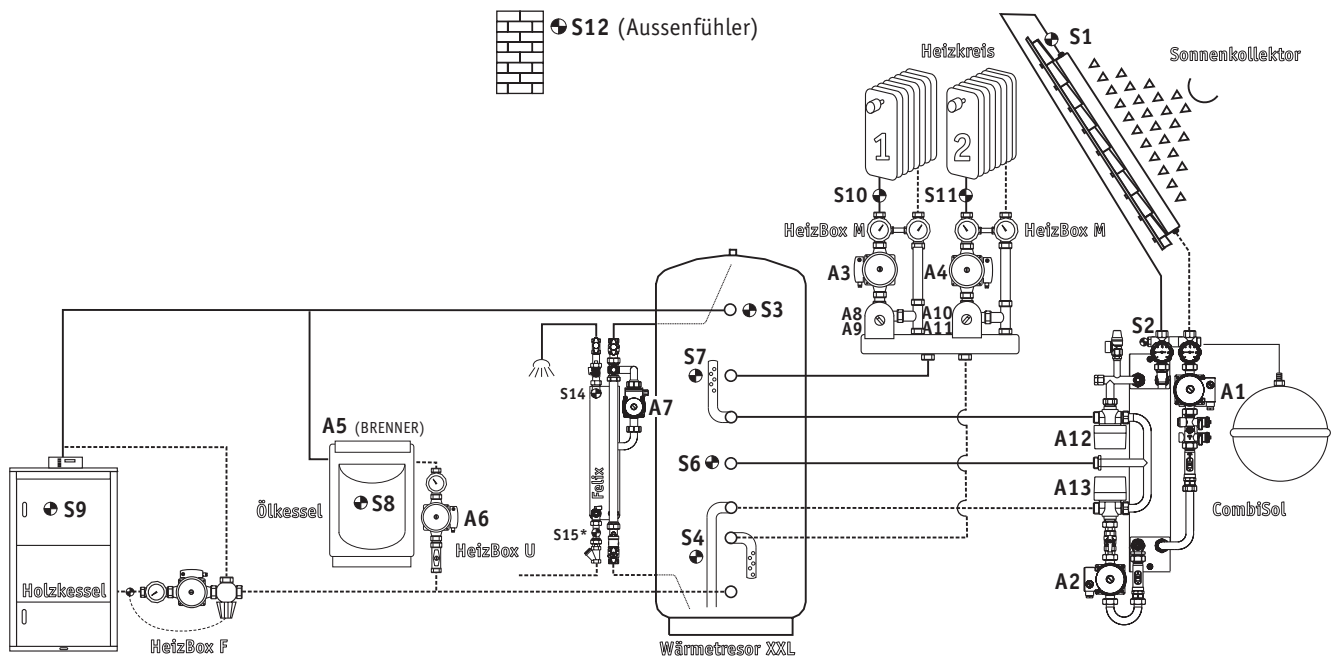 S12 (Aussenfühler)
S1
Heizkreis
Sonnenkollektor
1
2
S10
S11
HeizBox M
HeizBox M
A3
A4
A8
A9
A10
A11
S3
S2
S7
S14
A7
A1
A5 (BRENNER)
A12
S6
A13
S9
Ölkessel
S8
A6
Felix
CombiSol
HeizBox U
S15*
S4
Holzkessel
A2
HeizBox F
Wärmetresor XXL